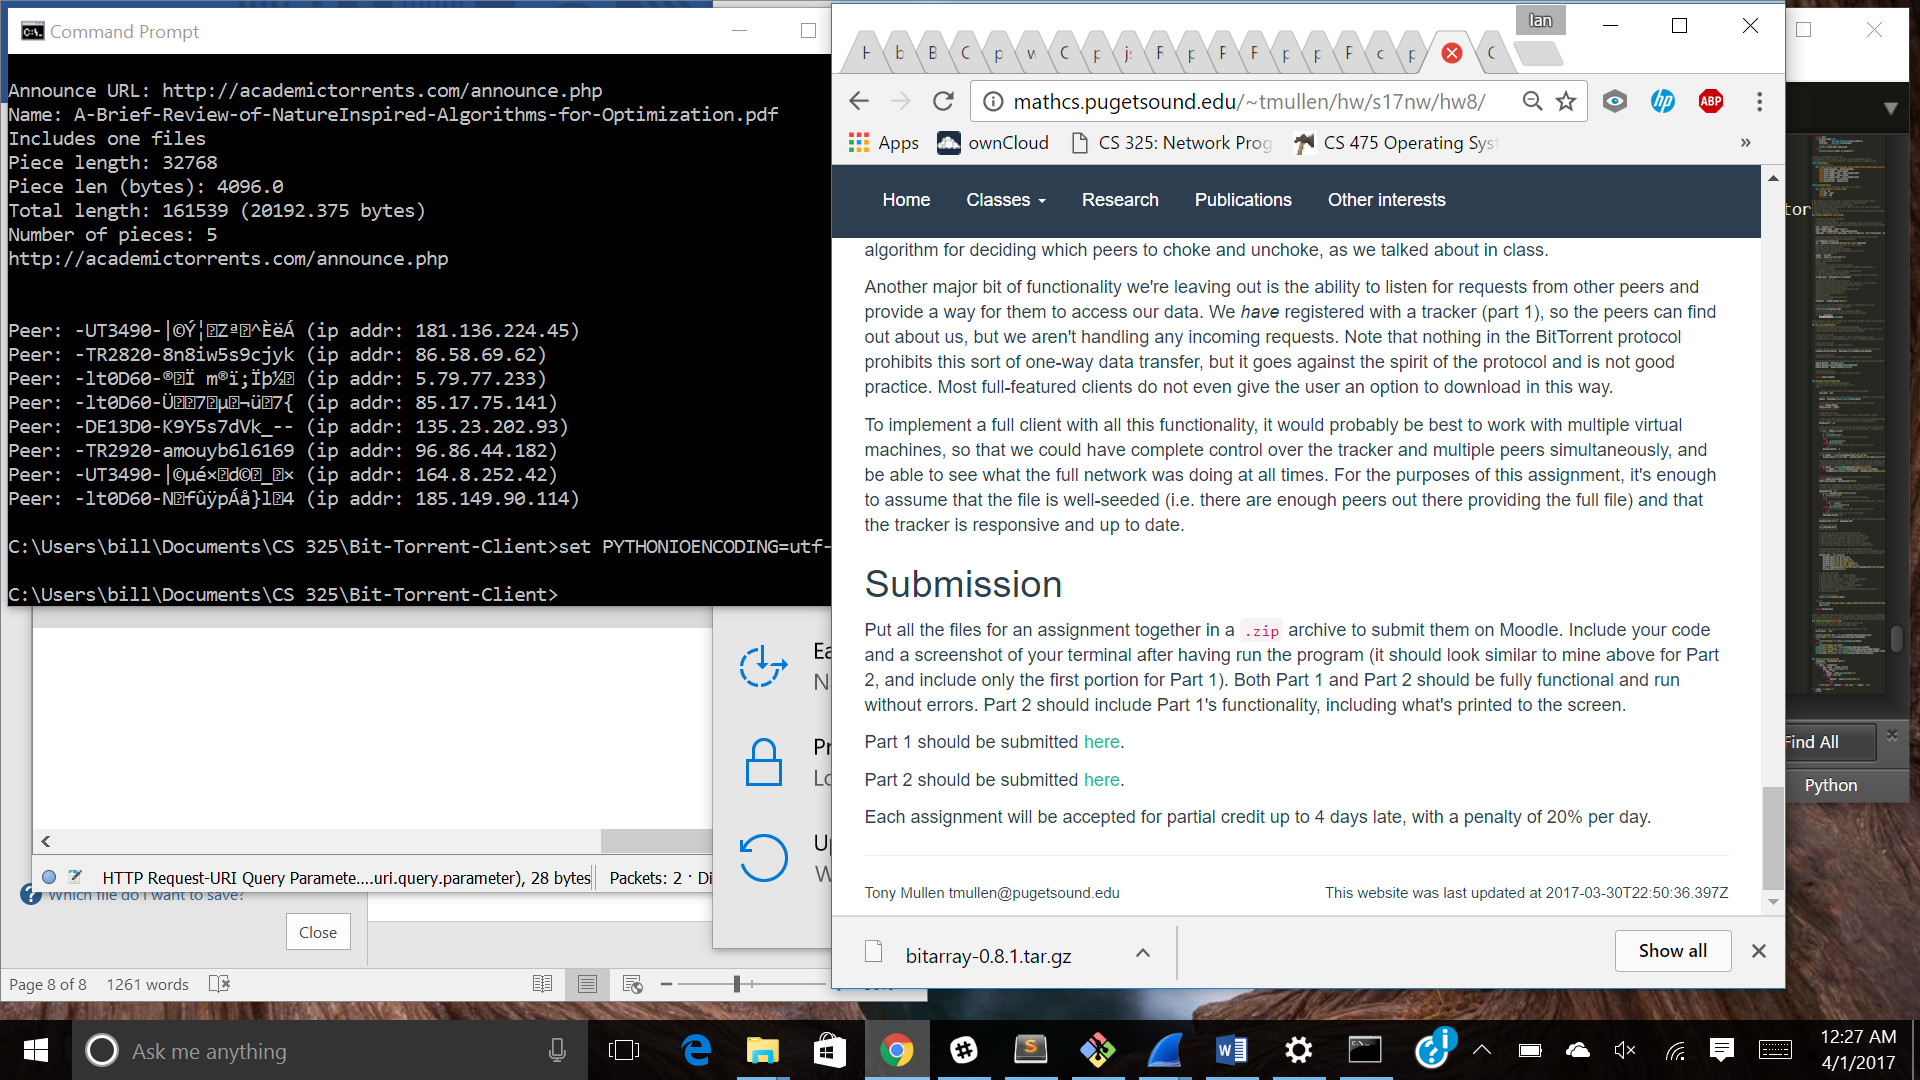 Command Prompt
Announce URL: http://academictorrents.com/announce.php
Name: A-Brief-Review-of-NatureInspired-Algorithms-for-Optimization.pdf
Includes one files
Piece length: 32768
Piece len (bytes): 4096.0
Total length: 161539 (20192.375 bytes)
Number of pieces: 5
http://academictorrents.com/announce.php
Peer: -UT3490- (ip addr: 181.136.224.45)
Peer: -TR2820-8n8iw5s9cjyk (ip addr: 86.58.69.62)
Peer: -lt0D60- (ip addr: 5.79.77.233)
Peer: -lt0D60- (ip addr: 85.17.75.141)
Peer: -DE13D0-K9Y5s7dVk_-- (ip addr: 135.23.202.93)
Peer: -TR2920-amouyb6l6169 (ip addr: 96.86.44.182)
Peer: -UT3490- (ip addr: 164.8.252.42)
Peer: -lt0D60- (ip addr: 185.149.90.114)
C:\Users\bill\Documents\CS 325\Bit-Torrent-Client>set PYTHONIOENCODING=utf-
C:\Users\bill\Documents\CS 325\Bit-Torrent-Client>
HTTP Request-URI Query Paramete....uri.query.parameter), 28 bytes
Packets: 2 · Di
Which file do I want to save?
Close
Page 8 of 8
1261 words
Ian
mathcs.pugetsound.edu/~tmullen/hw/s17nw/hw8/
ABP
hp
Apps
ownCloud
CS 325: Network Prog
CS 475 Operating Sys
»
Home
Classes
Research
Publications
Other interests
algorithm for deciding which peers to choke and unchoke, as we talked about in class.
Another major bit of functionality we're leaving out is the ability to listen for requests from other peers and
provide a way for them to access our data. We have registered with a tracker (part 1), so the peers can find
out about us, but we aren't handling any incoming requests. Note that nothing in the BitTorrent protocol
prohibits this sort of one-way data transfer, but it goes against the spirit of the protocol and is not good
practice. Most full-featured clients do not even give the user an option to download in this way.
To implement a full client with all this functionality, it would probably be best to work with multiple virtual
machines, so that we could have complete control over the tracker and multiple peers simultaneously, and
be able to see what the full network was doing at all times. For the purposes of this assignment, it's enough
to assume that the file is well-seeded (i.e. there are enough peers out there providing the full file) and that
the tracker is responsive and up to date.
Submission
Put all the files for an assignment together in a .zip archive to submit them on Moodle. Include your code
and a screenshot of your terminal after having run the program (it should look similar to mine above for Part
2, and include only the first portion for Part 1). Both Part 1 and Part 2 should be fully functional and run
without errors. Part 2 should include Part 1's functionality, including what's printed to the screen.
Part 1 should be submitted here.
Part 2 should be submitted here.
Each assignment will be accepted for partial credit up to 4 days late, with a penalty of 20% per day.
Tony Mullen tmullen@pugetsound.edu
This website was last updated at 2017-03-30T22:50:36.397Z
bitarray-0.8.1.tar.gz
Show all
Find All
Python
Ask me anything
12:27 AM
4/1/2017